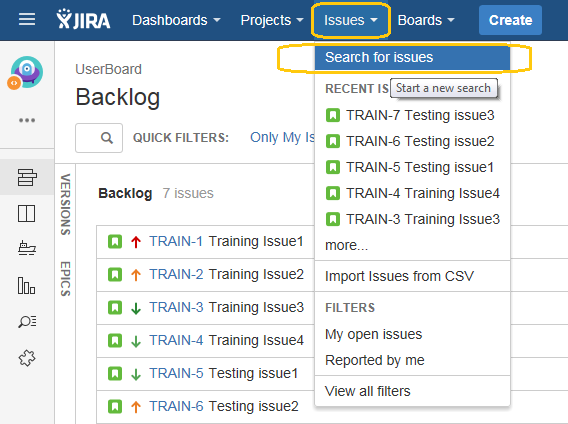 JIRA Dashboards Projects Issues Boards Create
Search for issues
Start a new search
RECENT IS
TRAIN-7 Testing issue3
TRAIN-6 Testing issue2
TRAIN-5 Testing issue1
TRAIN-4 Training Issue4
TRAIN-3 Training Issue3
more...
Import Issues from CSV
FILTERS
My open issues
Reported by me
View all filters
UserBoard
Backlog
QUICK FILTERS: Only My Is
VERSIONS
EPICS
Backlog 7 issues
TRAIN-1 Training Issue1
TRAIN-2 Training Issue2
TRAIN-3 Training Issue3
TRAIN-4 Training Issue4
TRAIN-5 Testing issue1
TRAIN-6 Testing issue2